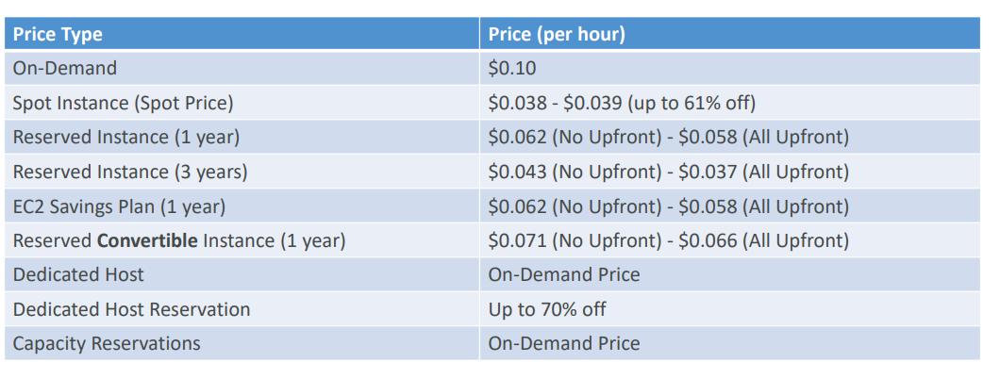 Price Type Price (per hour)
On-Demand $0.10
Spot Instance (Spot Price) $0.038 - $0.039 (up to 61% off)
Reserved Instance (1 year) $0.062 (No Upfront) - $0.058 (All Upfront)
Reserved Instance (3 years) $0.043 (No Upfront) - $0.037 (All Upfront)
EC2 Savings Plan (1 year) $0.062 (No Upfront) - $0.058 (All Upfront)
Reserved Convertible Instance (1 year) $0.071 (No Upfront) - $0.066 (All Upfront)
Dedicated Host On-Demand Price
Dedicated Host Reservation Up to 70% off
Capacity Reservations On-Demand Price